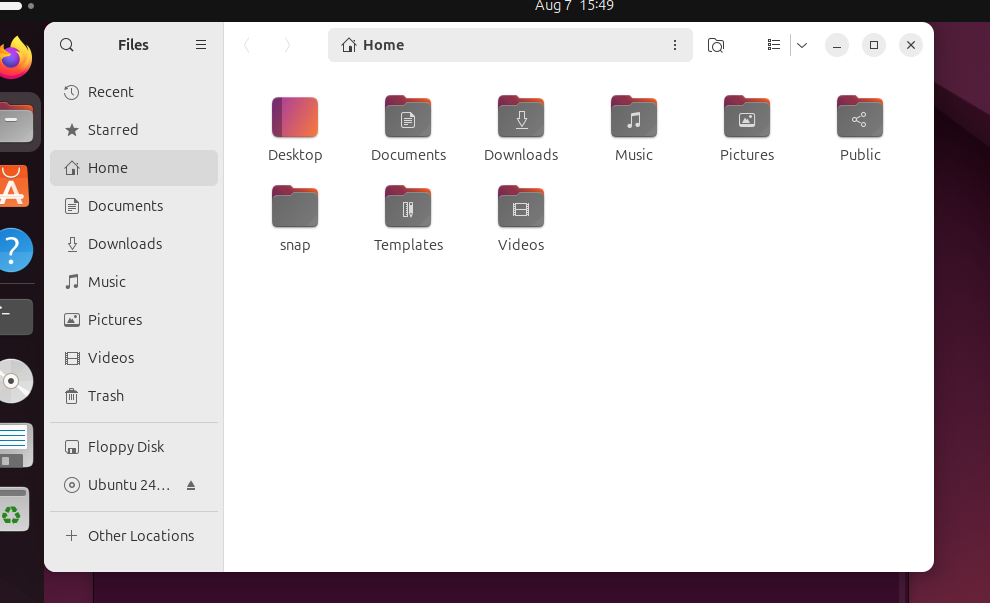 Aug 7 15:49
Files
Home
Recent
Starred
Home
Documents
Downloads
Music
Pictures
Videos
Trash
Floppy Disk
Ubuntu 24…
Other Locations
Desktop
Documents
Downloads
Music
Pictures
Public
snap
Templates
Videos